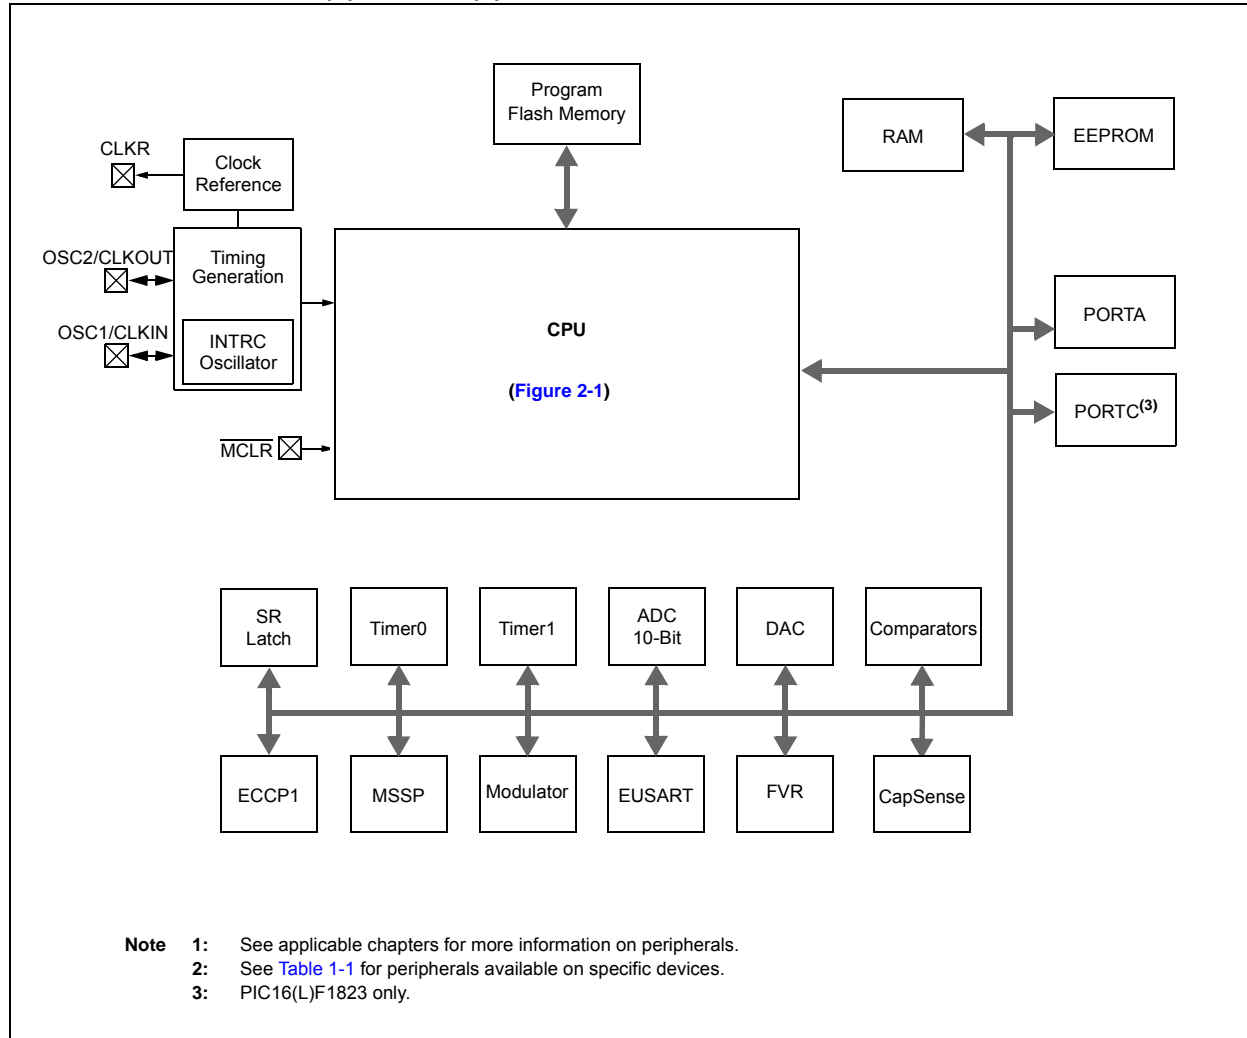 Program
Flash Memory
RAM
EEPROM
CLKR
Clock
Reference
OSC2/CLKOUT
Timing
Generation
OSC1/CLKIN
INTRC
Oscillator
MCLR
CPU
(Figure 2-1)
PORTA
PORTC(3)
SR
Latch
Timer0
Timer1
ADC
10-Bit
DAC
Comparators
ECCP1
MSSP
Modulator
EUSART
FVR
CapSense
Note 1: See applicable chapters for more information on peripherals.
2: See Table 1-1 for peripherals available on specific devices.
3: PIC16(L)F1823 only.